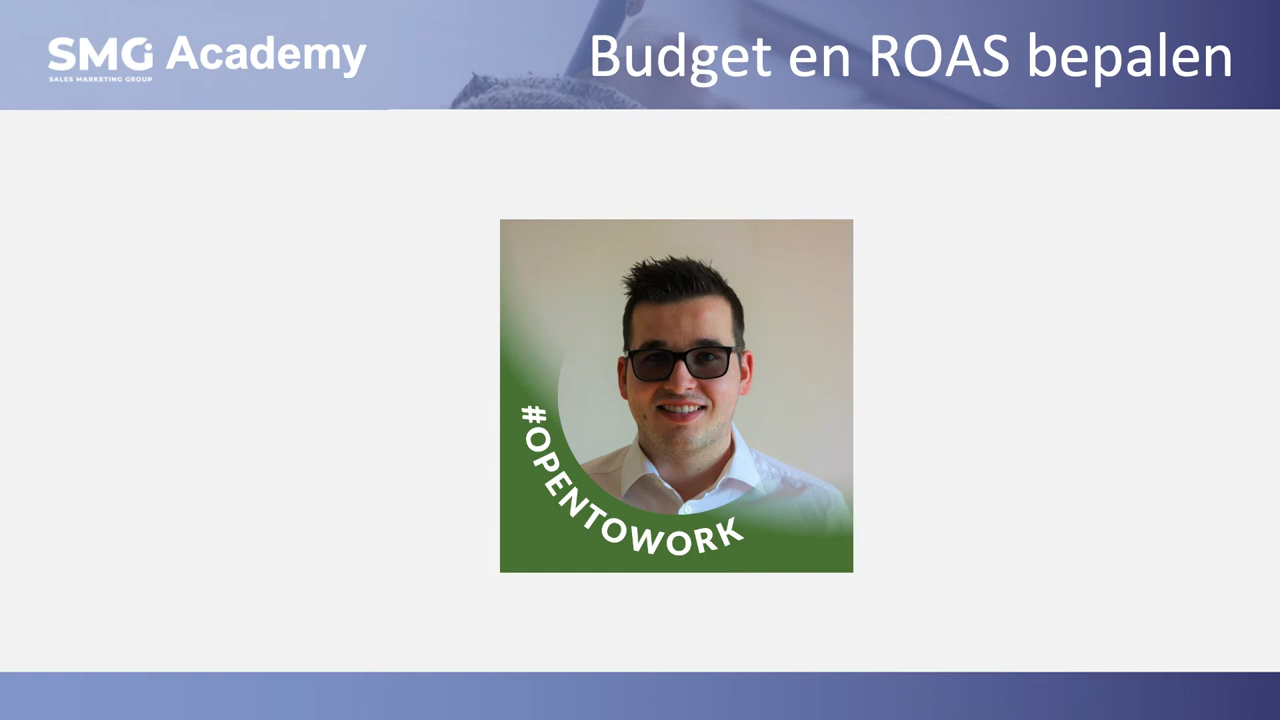 SMG Academy
SALES MARKETING GROUP
Budget en ROAS bepalen
#OPENTOWORK